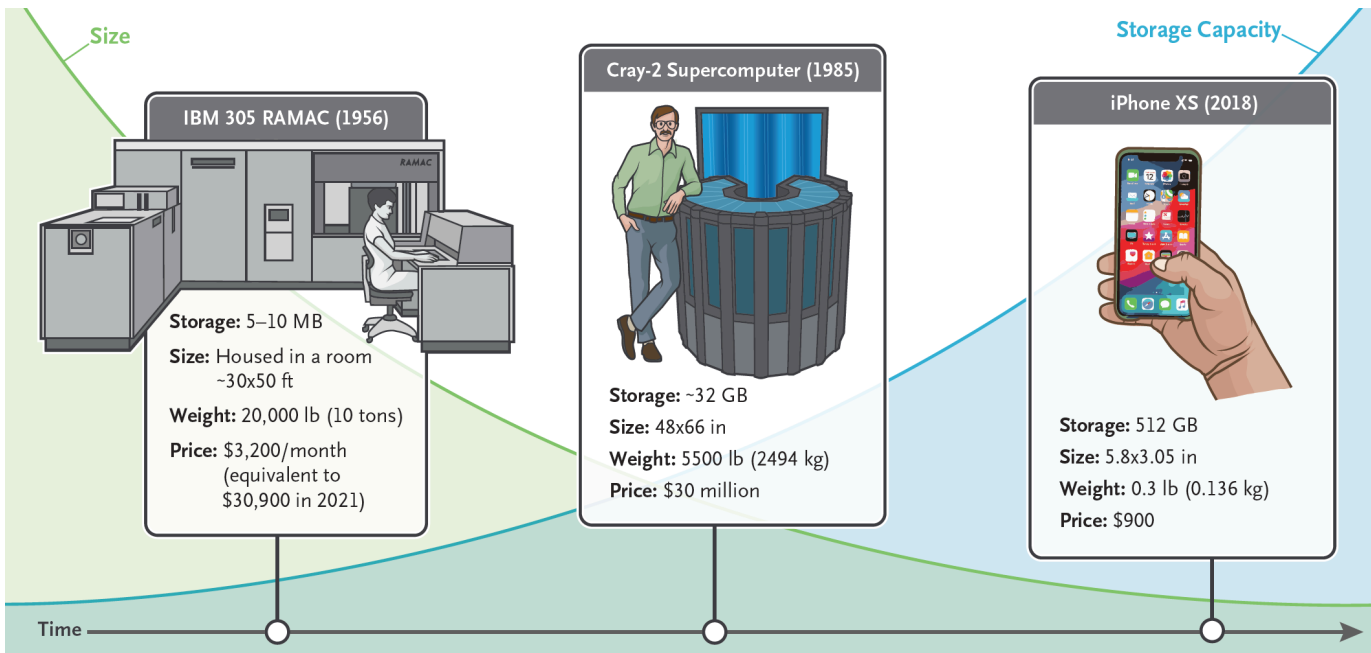 Size
Storage Capacity
IBM 305 RAMAC (1956)
RAMAC
Storage: 5–10 MB
Size: Housed in a room
~30x50 ft
Weight: 20,000 lb (10 tons)
Price: $3,200/month
(equivalent to
$30,900 in 2021)
Cray-2 Supercomputer (1985)
Storage: ~32 GB
Size: 48x66 in
Weight: 5500 lb (2494 kg)
Price: $30 million
iPhone XS (2018)
12
Storage: 512 GB
Size: 5.8x3.05 in
Weight: 0.3 lb (0.136 kg)
Price: $900
Time